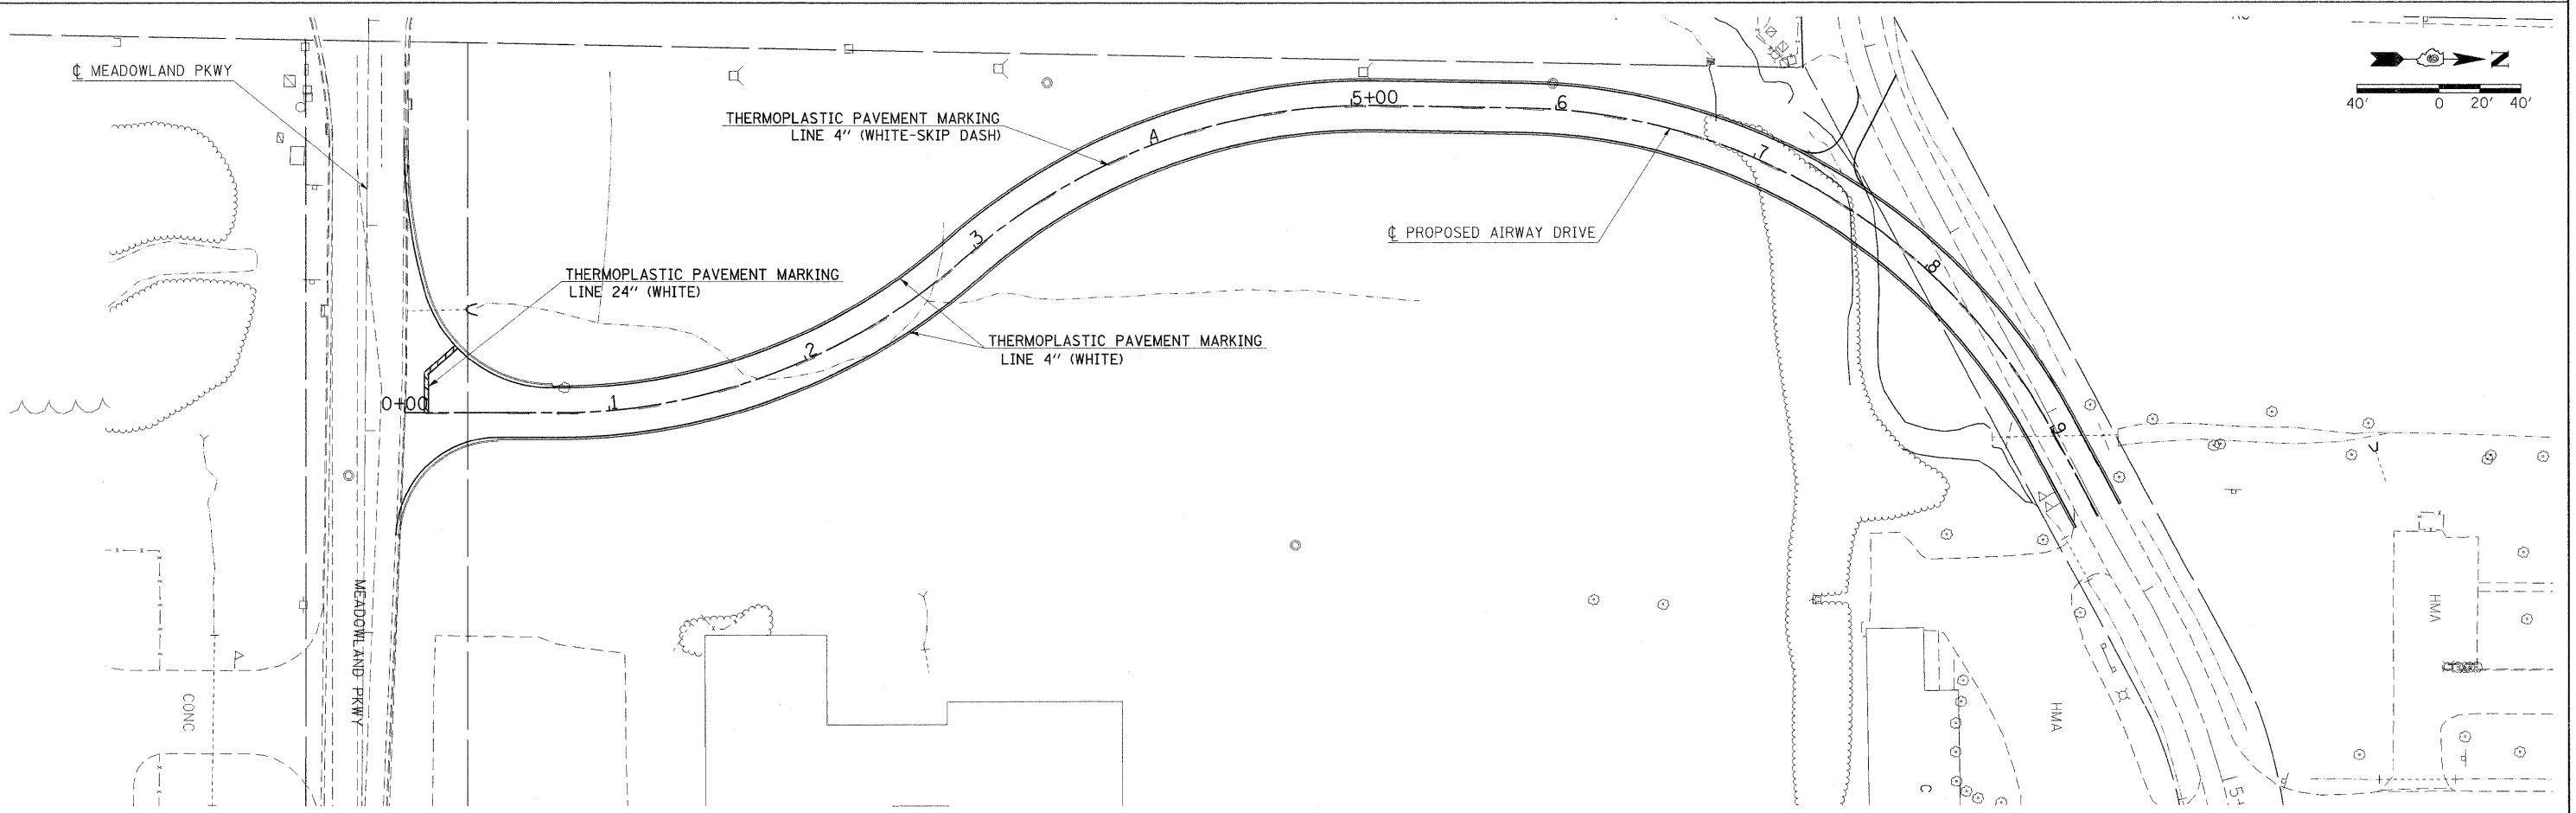 ℄ MEADOWLAND PKWY
THERMOPLASTIC PAVEMENT MARKING
LINE 4" (WHITE-SKIP DASH)
THERMOPLASTIC PAVEMENT MARKING
LINE 24" (WHITE)
THERMOPLASTIC PAVEMENT MARKING
LINE 4" (WHITE)
℄ PROPOSED AIRWAY DRIVE
N
40' 0 20' 40'
0+00
1
2
3
5+00
6
7
8
9
MEADOWLAND PKWY
CONC
HMA
HMA
C